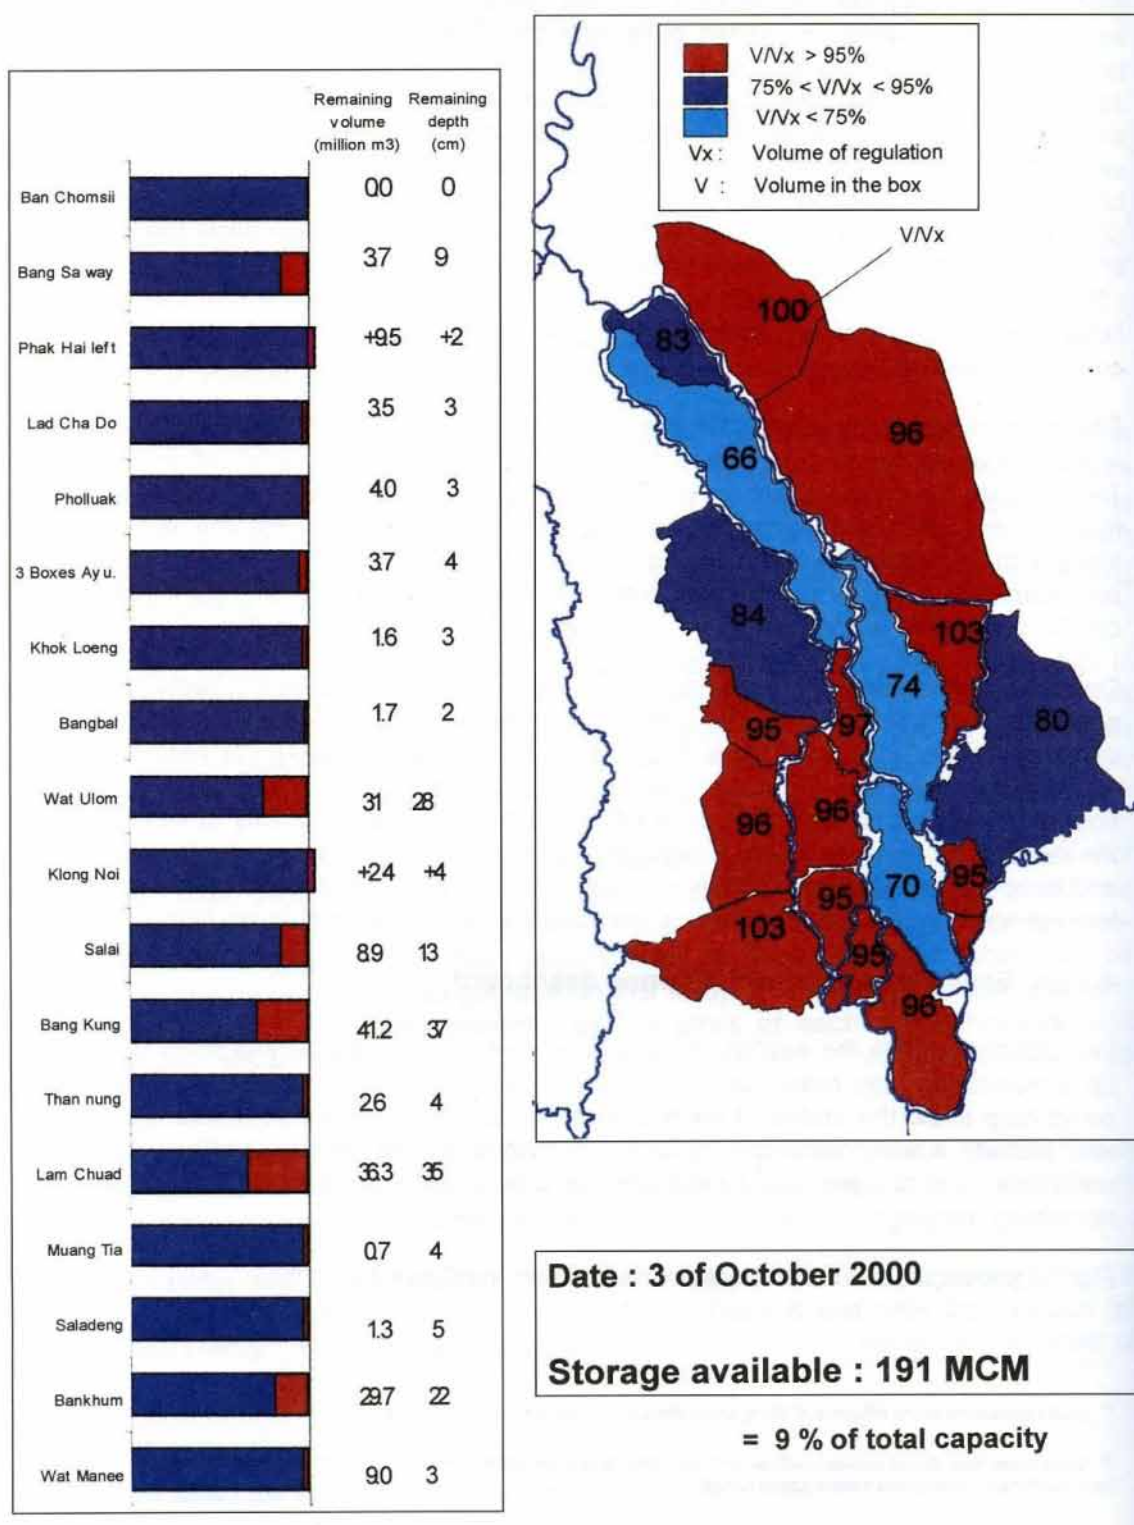 Remaining volume (million m3)
Remaining depth (cm)
Ban Chomsii 0.0 0
Bang Sa way 3.7 9
Phak Hai left +9.5 +2
Lad Cha Do 3.5 3
Pholluak 4.0 3
3 Boxes Ayu. 3.7 4
Khok Loeng 1.6 3
Bangbal 1.7 2
Wat Ulom 31 28
Klong Noi +2.4 +4
Salai 8.9 13
Bang Kung 41.2 37
Than nung 2.6 4
Lam Chuad 36.3 35
Muang Tia 0.7 4
Saladeng 1.3 5
Bankhum 29.7 22
Wat Manee 9.0 3
V/Vx > 95%
75% < V/Vx < 95%
V/Vx < 75%
Vx : Volume of regulation
V : Volume in the box
V/Vx
100
83
96
66
84
103
74
80
95
97
96
96
70
95
95
103
95
96
Date : 3 of October 2000
Storage available : 191 MCM
= 9 % of total capacity